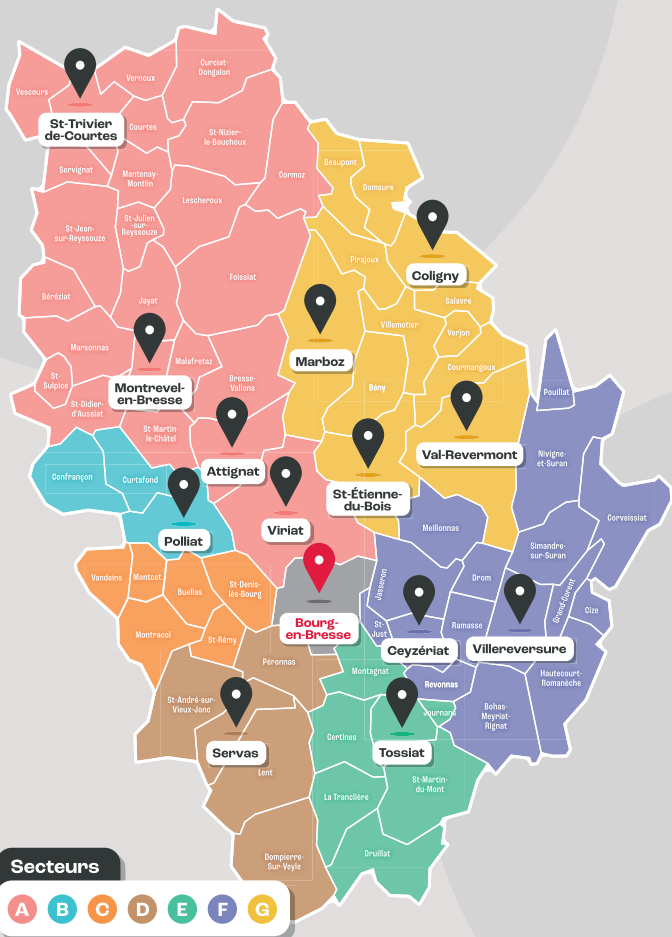 Curciat-
Dongalon
Vernoux
Vescours
St-Trivier
de-Courtes
Courtes
St-Nizier-
le-Bouchoux
Beaupont
Servignat
Mantenay-
Montlin
Cormoz
Domsure
Lescheroux
St-Jean-
sur-Reyssouze
St-Julien
-sur-
Reyssouze
Pirajoux
Coligny
Foissiat
Béréziat
Jayat
Salavre
Villemotier
Verjon
Marsonnas
Malafretaz
Marboz
Courmangoux
St-
Sulpice
Montrevel-
en-Bresse
Bresse-
Vallons
Bény
Pouillat
St-Didier-
d'Aussiat
St-Martin-
le-Châtel
Val-Revermont
Nivigne-
et-Suran
Attignat
Confrançon
Curtafond
St-Étienne-
du-Bois
Corveissiat
Viriat
Meillonnas
Polliat
Simandre-
sur-Suran
Vandeins
Montcet
Buellas
St-Denis-
lès-Bourg
Jasseron
Drom
Grand-Corent
Cize
Bourg-
en-Bresse
St-
Just
Ramasse
Montracol
St-Rémy
Ceyzériat
Villereversure
Péronnas
Montagnat
Revonnas
Hautecourt-
Romanèche
St-André-sur-
Vieux-Jonc
Journans
Bohas-
Meyriat-
Rignat
Servas
Certines
Tossiat
Lent
St-Martin-
du-Mont
La Tranclière
Dompierre-
Sur-Veyle
Druillat
Secteurs
A B C D E F G